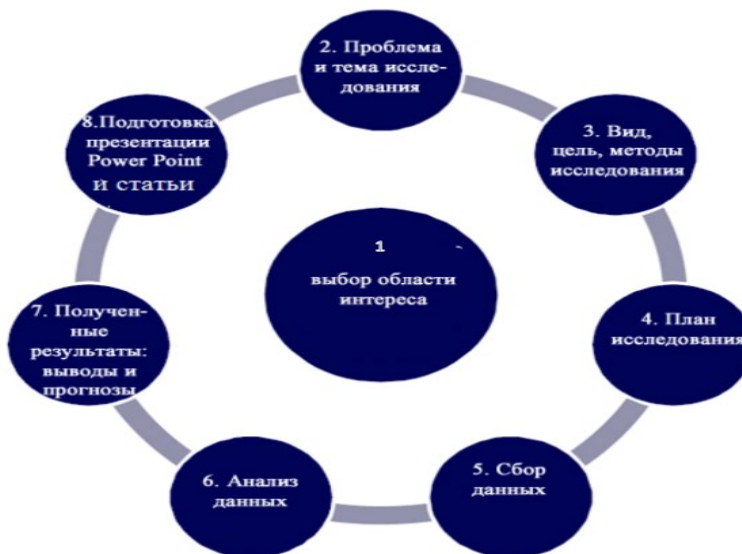 1
выбор области
интереса
2. Проблема
и тема иссле-
дования
3. Вид,
цель, методы
исследования
4. План
исследования
5. Сбор
данных
6. Анализ
данных
7. Получен-
ные
результаты:
выводы и
прогнозы
8.Подготовка
презентации
Power Point
и статьи